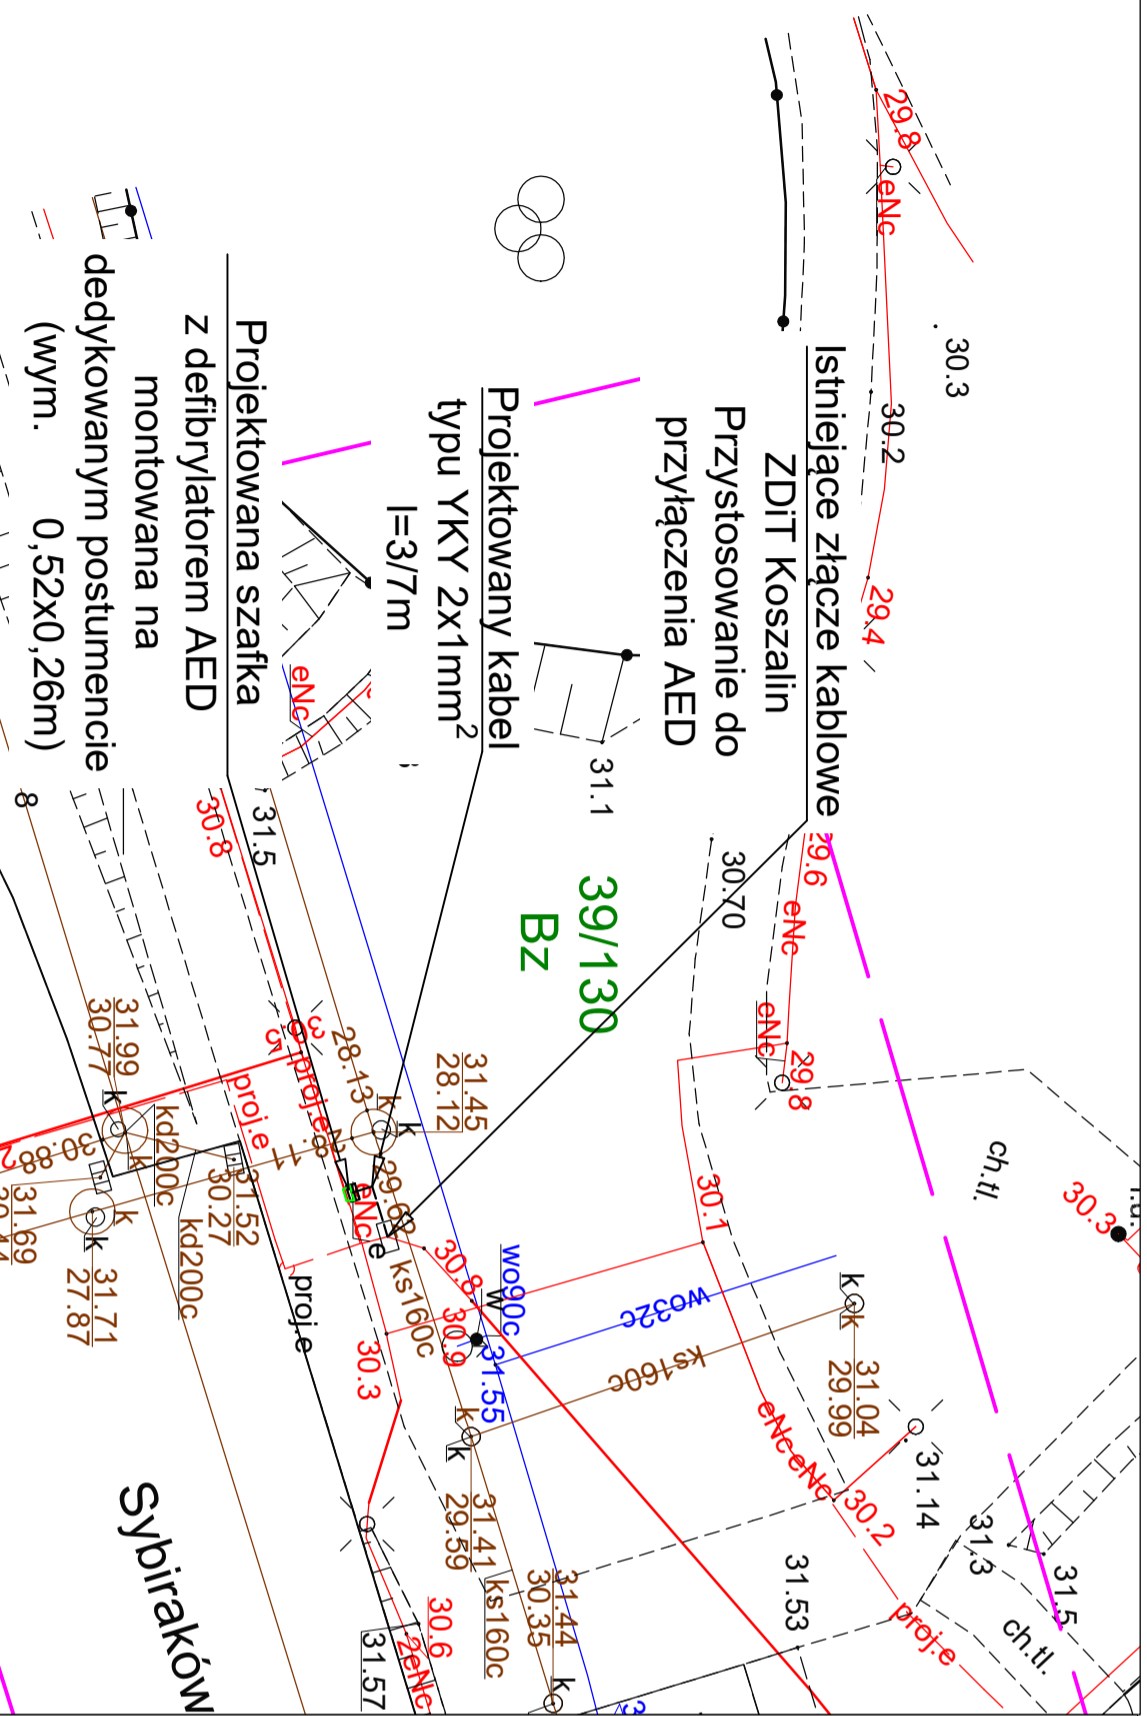 Istniejące złącze kablowe
ZDiT Koszalin
Przystosowanie do
przyłączenia AED
Projektowany kabel
typu YKY 2x1mm²
l=3/7m
Projektowana szafka
z defibrylatorem AED
montowana na
dedykowanym postumencie
(wym. 0,52x0,26m)
39/130
Bz
Sybiraków
29.8
eNc
30.3
30.2
29.4
31.1
30.70
29.6
eNc
eNc
29.8
ch.tl.
30.3
30.1
wo32c
ks160c
k
k
31.04
29.99
31.14
eNc eNc
30.2
31.3
31.5
ch.tl.
proj.e
31.53
eNc
31.5
30.8
8
31.99
30.77
k
k
kd200c
31.52
30.27
kd200c
31.69
k
k
31.71
27.87
30.88
proj.e
proj.e
28.13
31.45
28.12
k
k
eNc
e
ks160c
30.8
30.9
w
wo90c
31.55
30.3
proj.e
k
k
31.41
29.59
ks160c
31.44
30.35
k
30.6
2eNc
31.57